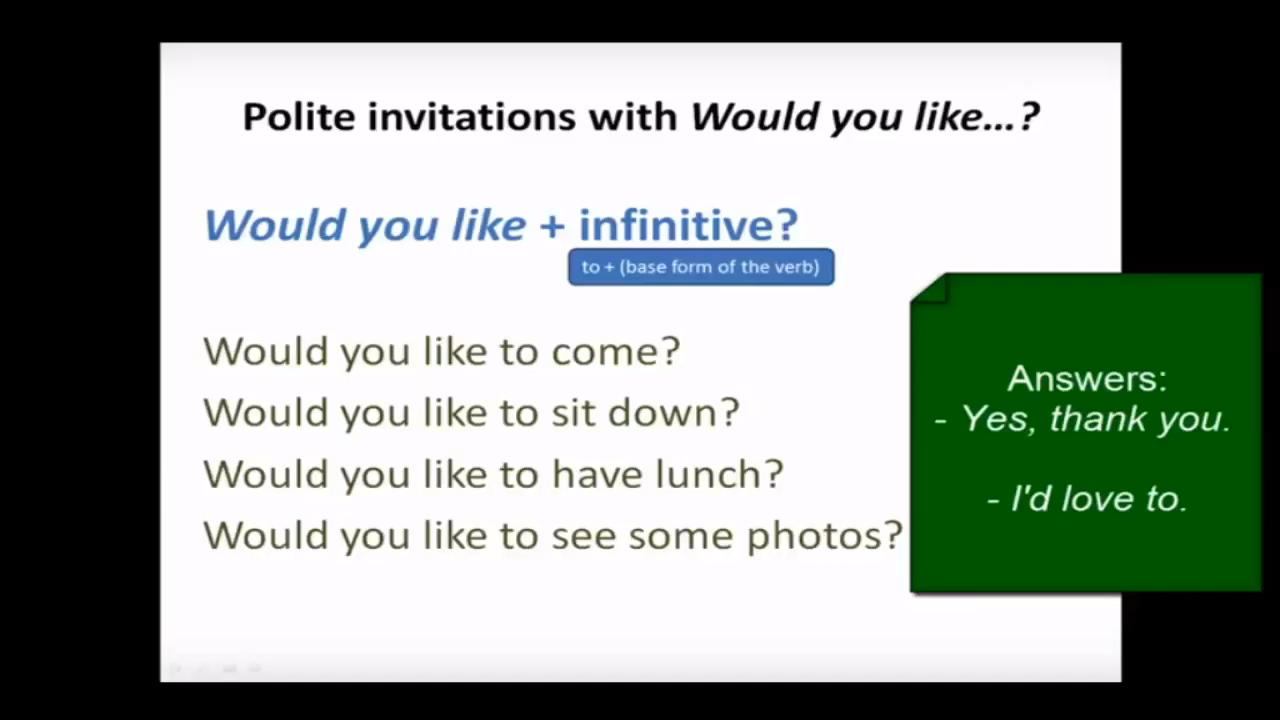 Polite invitations with Would you like...?
Would you like + infinitive?
to + (base form of the verb)
Would you like to come?
Would you like to sit down?
Would you like to have lunch?
Would you like to see some photos?
Answers:
- Yes, thank you.
- I'd love to.